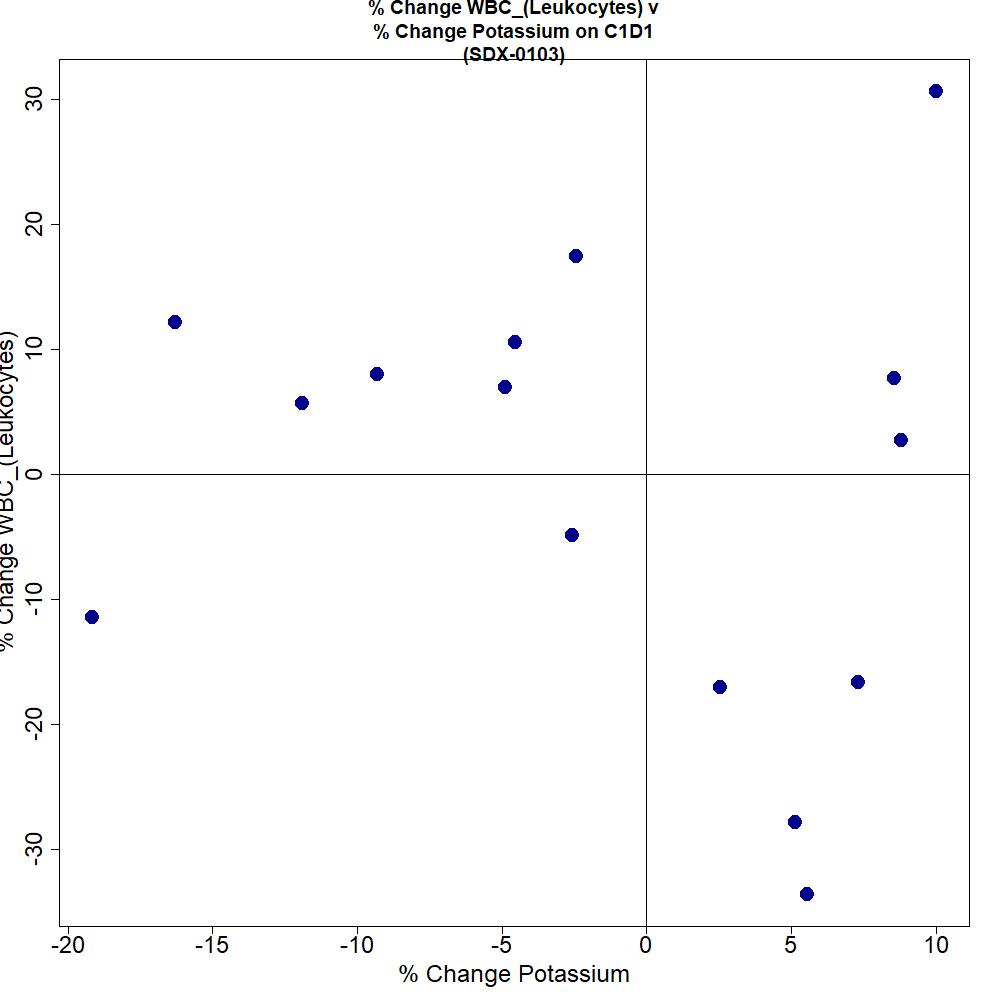 % Change WBC_(Leukocytes) v
% Change Potassium on C1D1
(SDX-0103)
% Change WBC_(Leukocytes)
30
20
10
0
-10
-20
-30
-20 -15 -10 -5 0 5 10
% Change Potassium